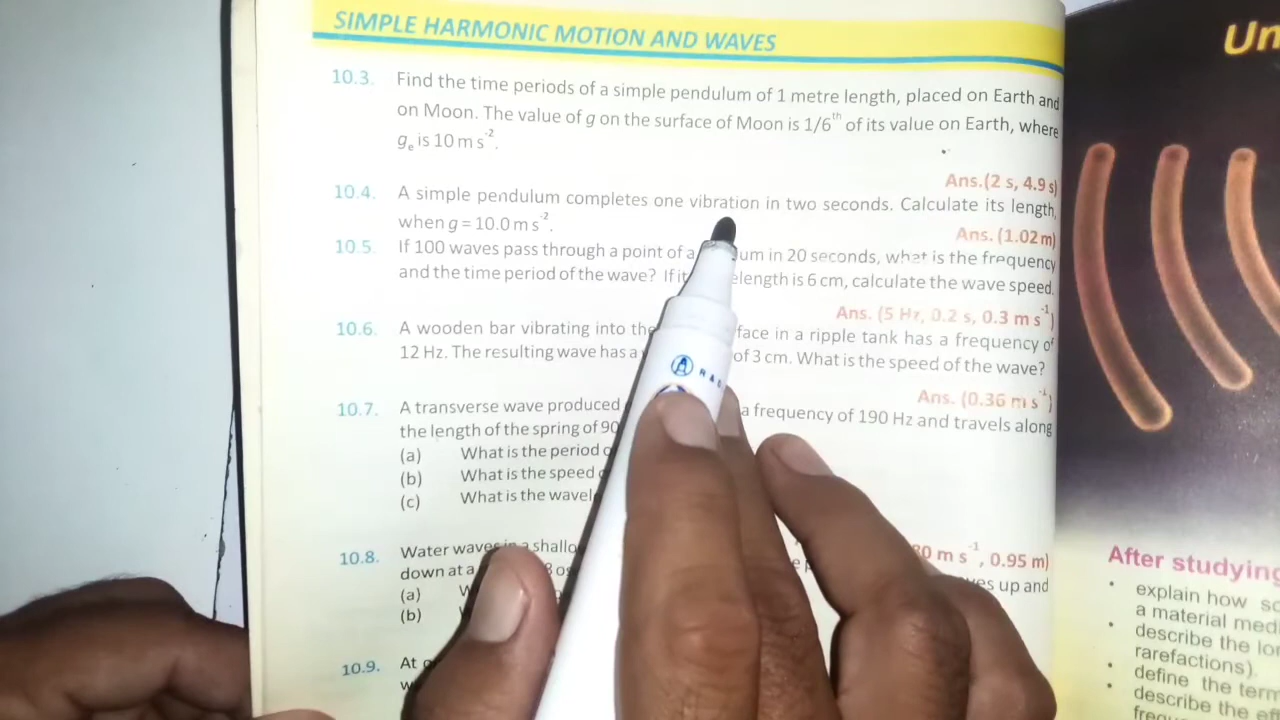 SIMPLE HARMONIC MOTION AND WAVES
10.3. Find the time periods of a simple pendulum of 1 metre length, placed on Earth and
on Moon. The value of g on the surface of Moon is 1/6th of its value on Earth, where
gₑ is 10 m s⁻².
Ans.(2 s, 4.9 s)
10.4. A simple pendulum completes one vibration in two seconds. Calculate its length,
when g = 10.0 m s⁻².
Ans. (1.02 m)
10.5. If 100 waves pass through a point of a um in 20 seconds, what is the frequency
and the time period of the wave? If it elength is 6 cm, calculate the wave speed.
Ans. (5 Hz, 0.2 s, 0.3 m s⁻¹)
10.6. A wooden bar vibrating into the face in a ripple tank has a frequency of
12 Hz. The resulting wave has a of 3 cm. What is the speed of the wave?
Ans. (0.36 m s⁻¹)
10.7. A transverse wave produced a frequency of 190 Hz and travels along
the length of the spring of 90
(a) What is the period
(b) What is the speed
(c) What is the wavel
0 m s⁻¹, 0.95 m)
10.8. Water waves in a shallo
down at a es up and
(a)
(b)
10.9. At
Un
After studying
• explain how so
a material medi
• describe the lon
rarefactions).
• define the term
• describe the ef
freq